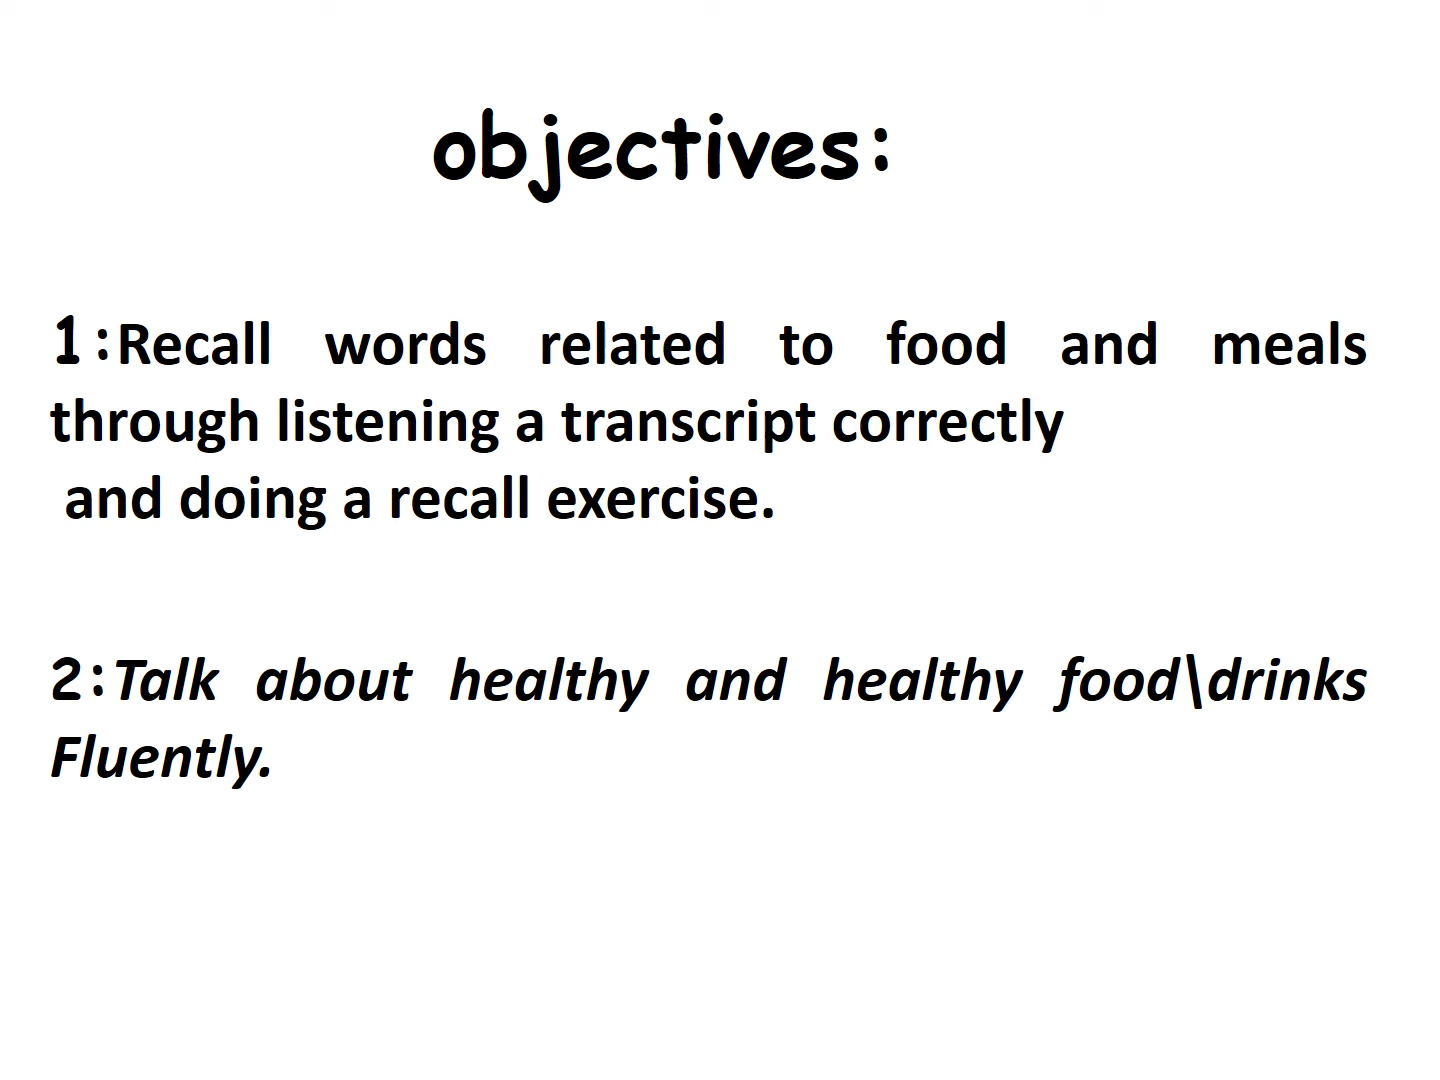 objectives:
1:Recall words related to food and meals
through listening a transcript correctly
and doing a recall exercise.
2:Talk about healthy and healthy food\drinks
Fluently.